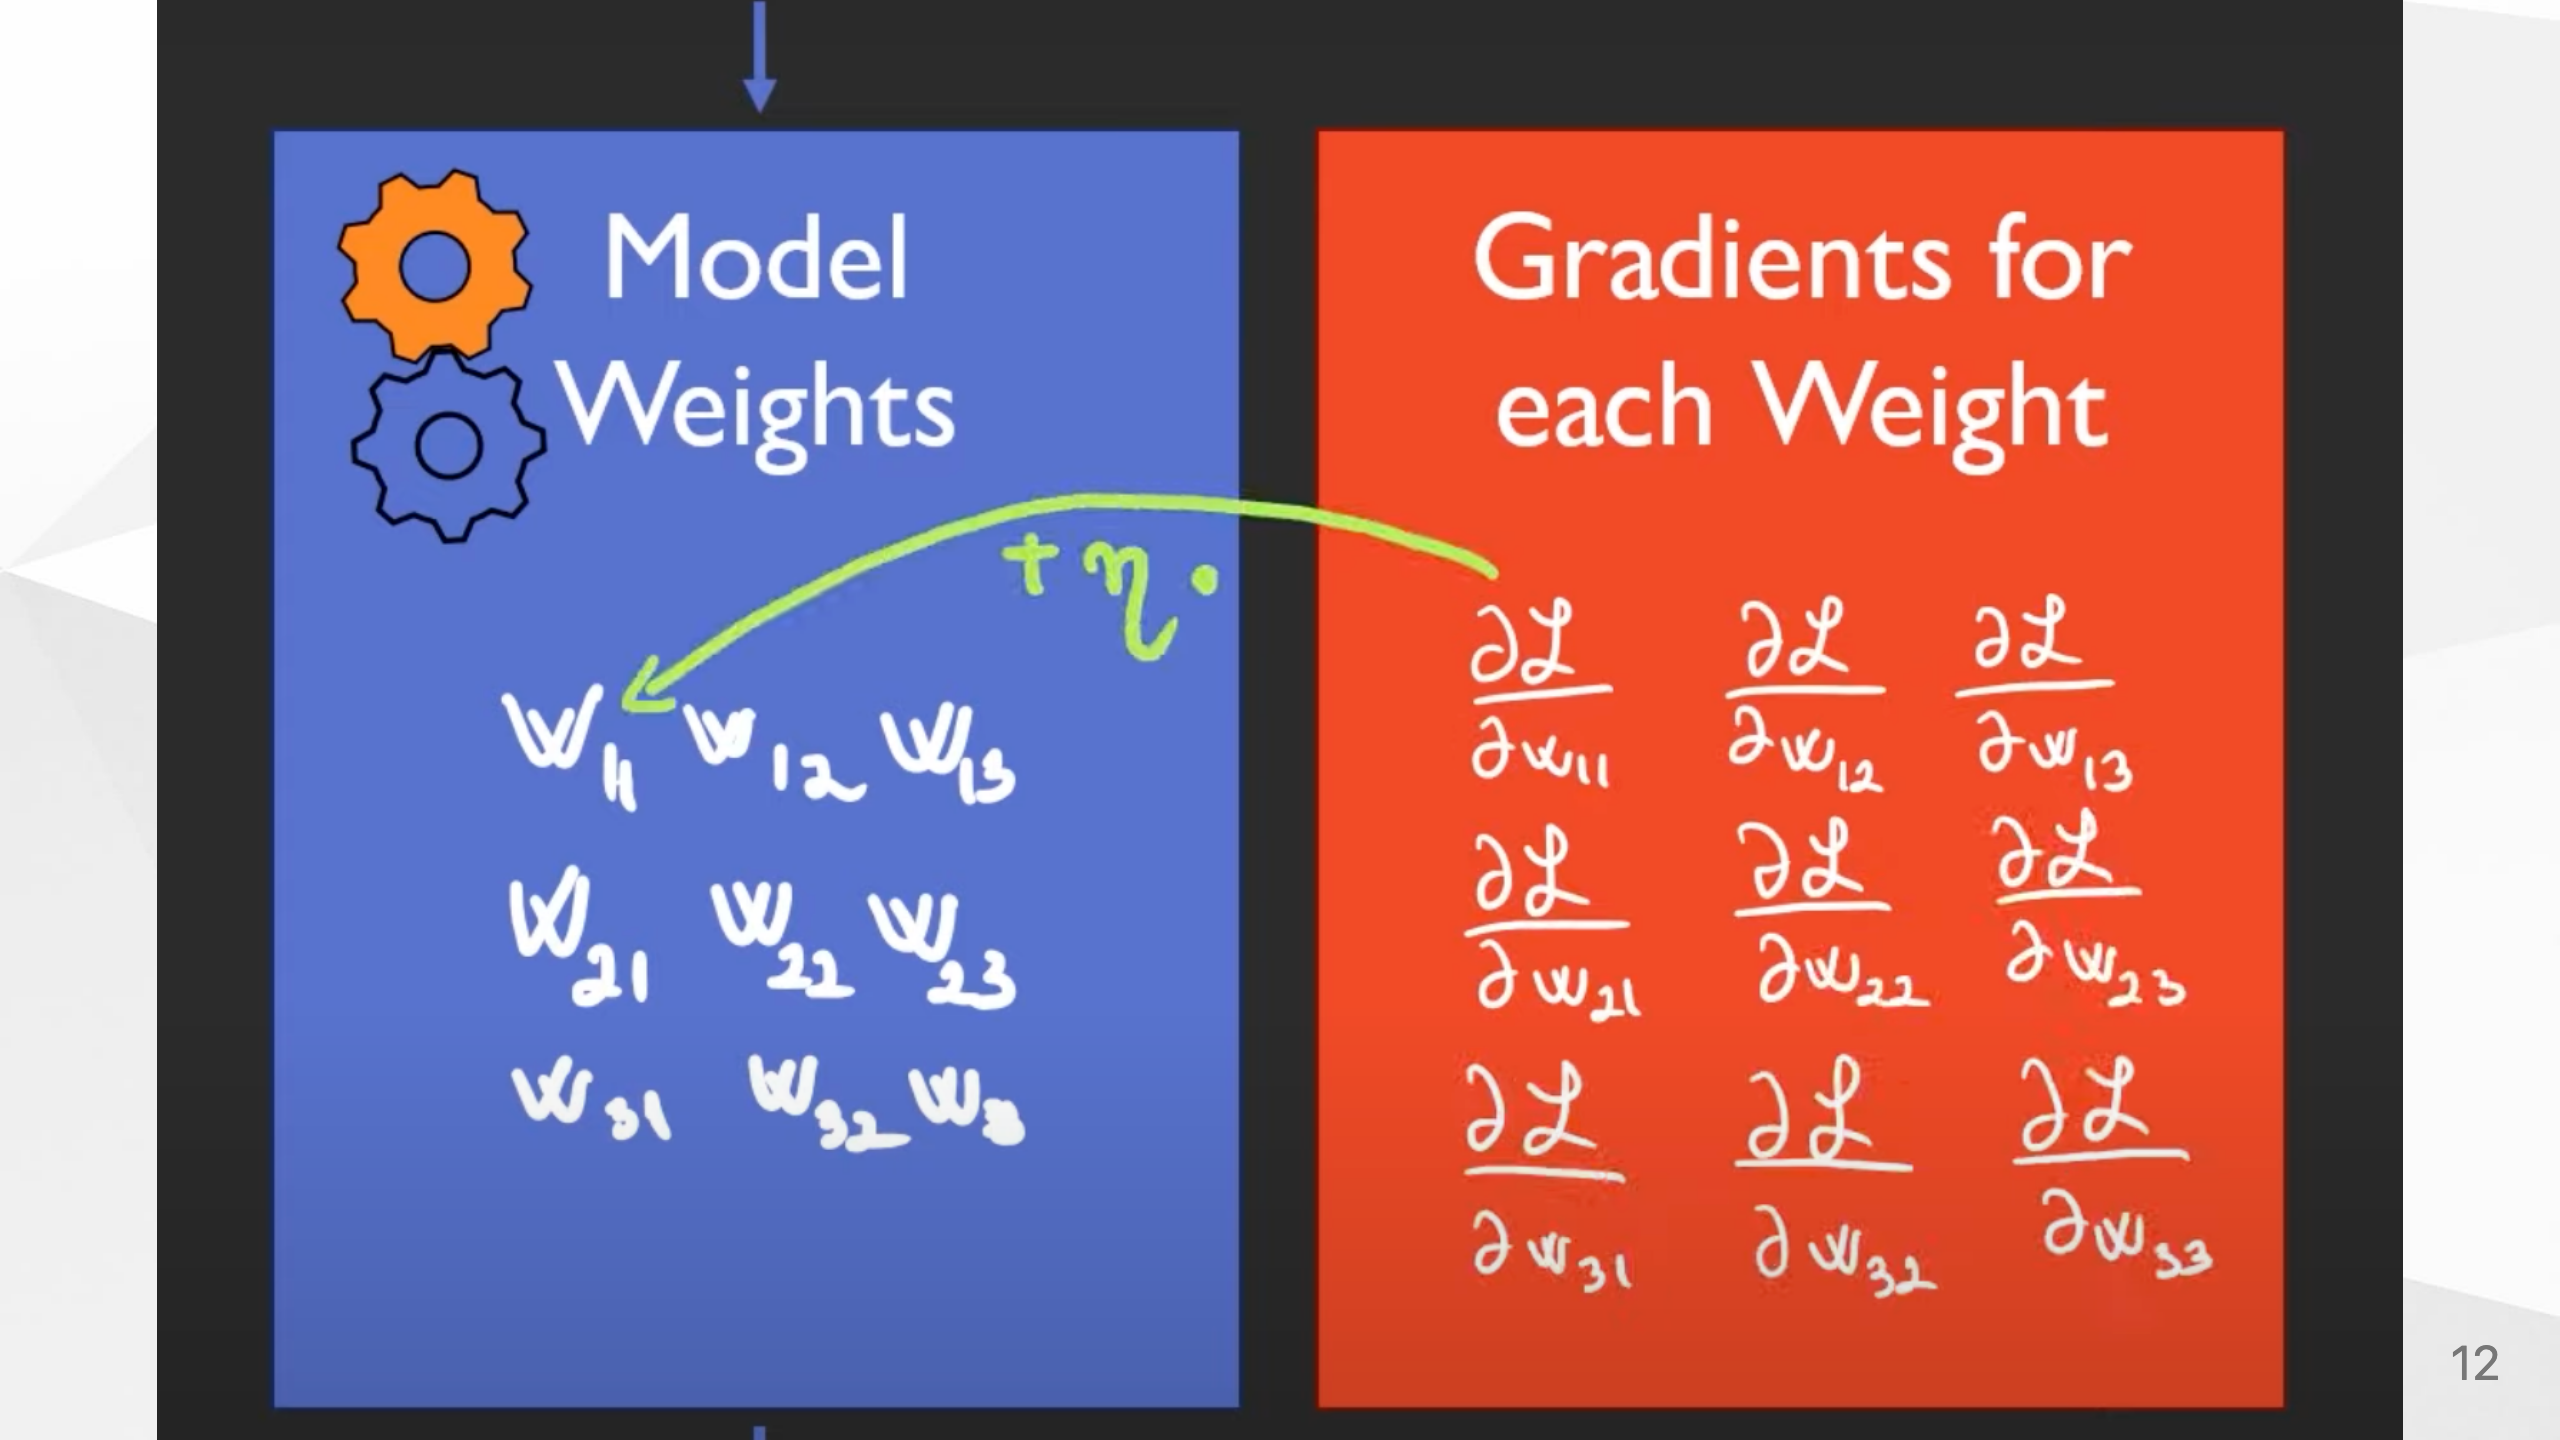 Model
Weights
Gradients for
each Weight
+ η ·
W11 W12 W13
W21 W22 W23
W31 W32 W3
∂ℒ ∂ℒ ∂ℒ
∂w11 ∂w12 ∂w13
∂ℒ ∂ℒ ∂ℒ
∂w21 ∂w22 ∂w23
∂ℒ ∂ℒ ∂ℒ
∂w31 ∂w32 ∂w33
12